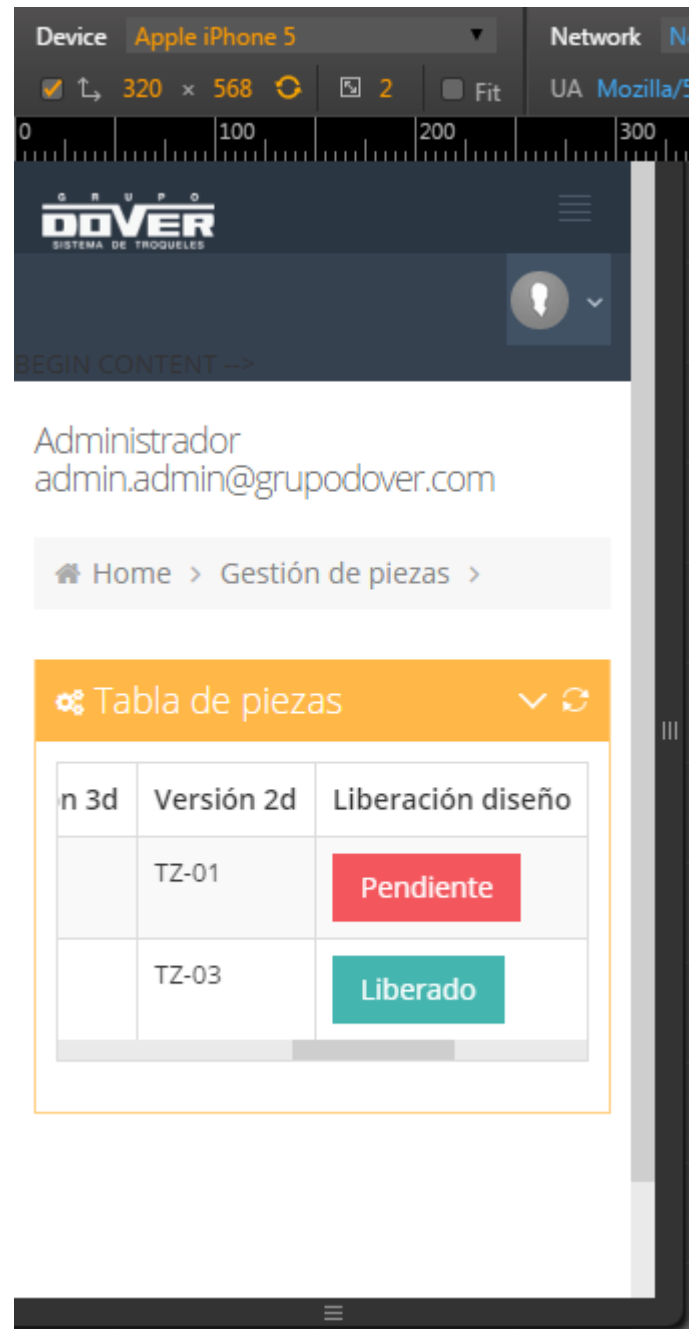 Device Apple iPhone 5 Network
320 × 568 2 Fit UA Mozilla/5
0 100 200 300
GRUPO
DOVER
SISTEMA DE TROQUELES
BEGIN CONTENT -->
Administrador
admin.admin@grupodover.com
Home > Gestión de piezas >
Tabla de piezas
n 3d Versión 2d Liberación diseño
TZ-01 Pendiente
TZ-03 Liberado